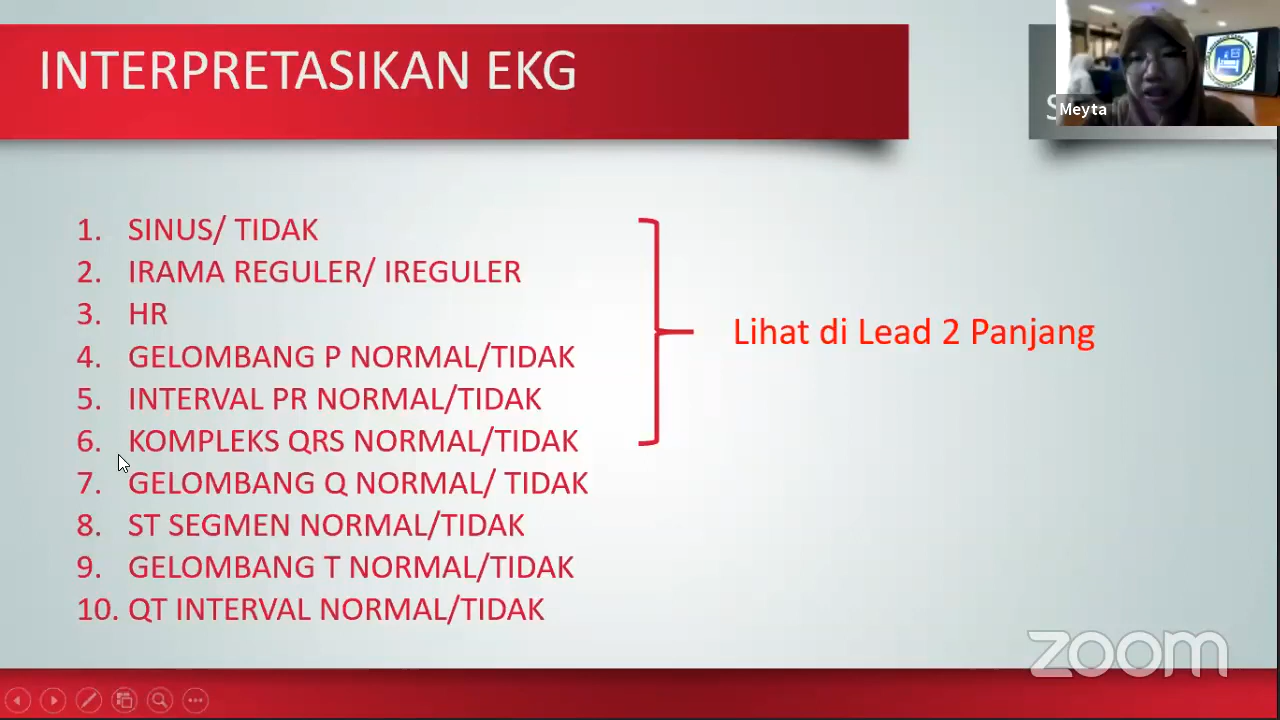 INTERPRETASIKAN EKG
S
Meyta
1. SINUS/ TIDAK
2. IRAMA REGULER/ IREGULER
3. HR
4. GELOMBANG P NORMAL/TIDAK
5. INTERVAL PR NORMAL/TIDAK
6. KOMPLEKS QRS NORMAL/TIDAK
7. GELOMBANG Q NORMAL/ TIDAK
8. ST SEGMEN NORMAL/TIDAK
9. GELOMBANG T NORMAL/TIDAK
10. QT INTERVAL NORMAL/TIDAK
Lihat di Lead 2 Panjang
zoom